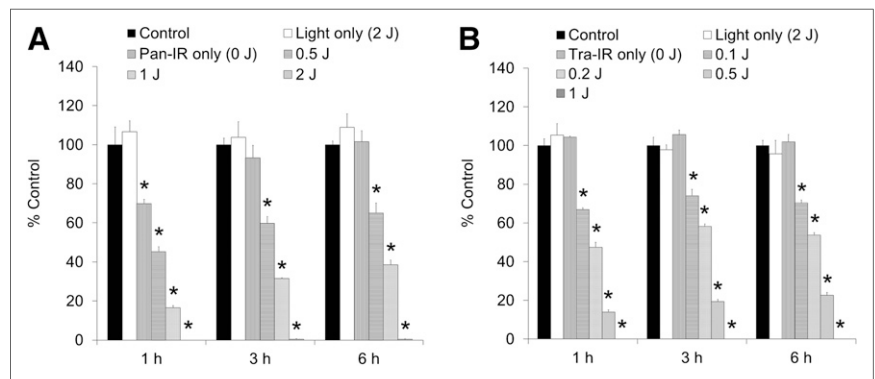 A
Control
Light only (2 J)
Pan-IR only (0 J)
0.5 J
1 J
2 J
% Control
140
120
100
80
60
40
20
0
* * * *
* * *
* * *
1 h
3 h
6 h
B
Control
Light only (2 J)
Tra-IR only (0 J)
0.1 J
0.2 J
0.5 J
1 J
% Control
140
120
100
80
60
40
20
0
* * * *
* * * *
* * * *
1 h
3 h
6 h